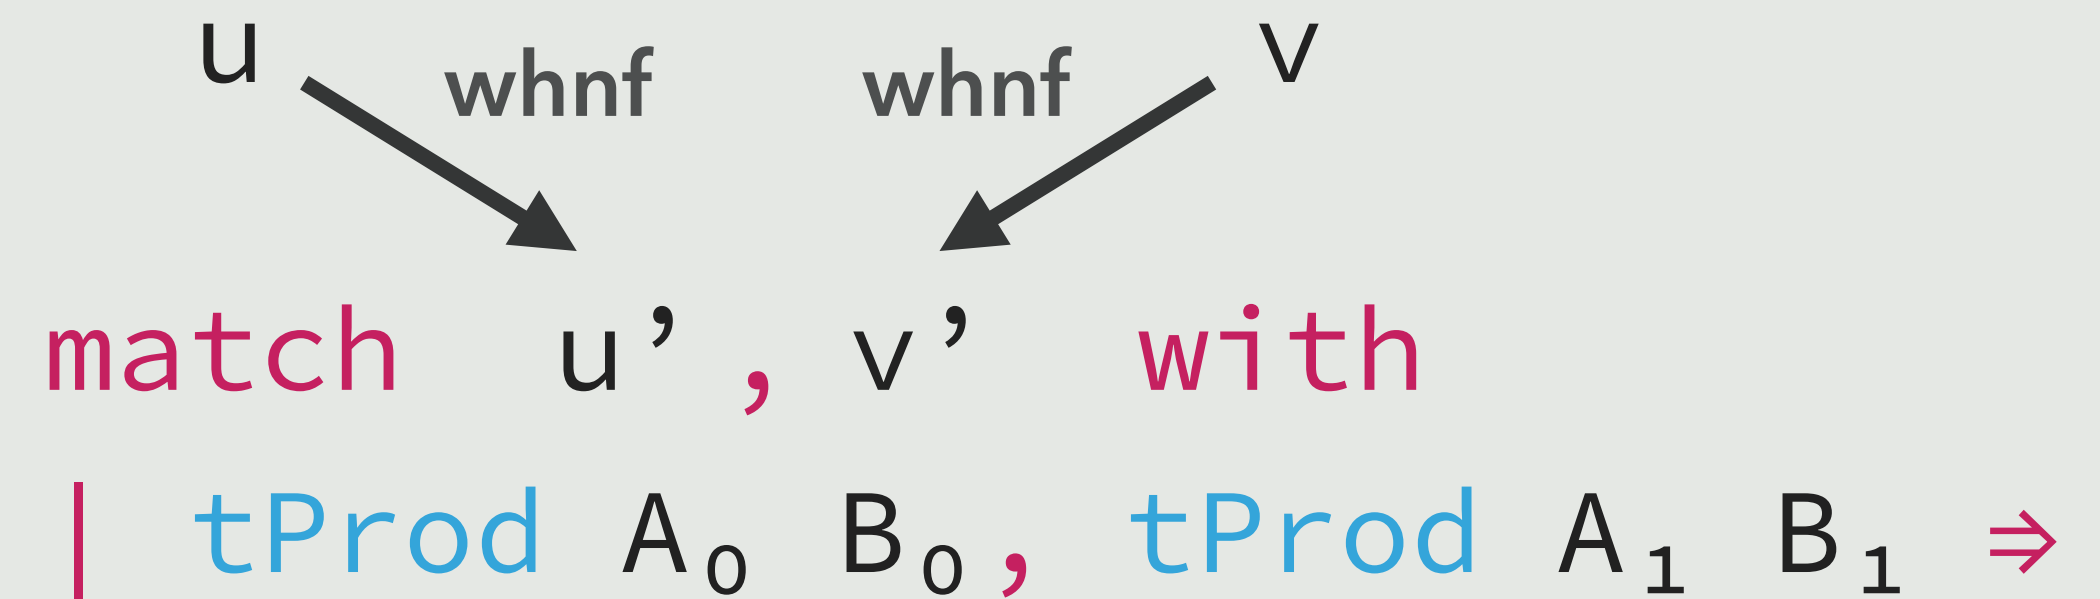 u whnf whnf v
match u’, v’ with
| tProd A₀ B₀, tProd A₁ B₁ ⇒